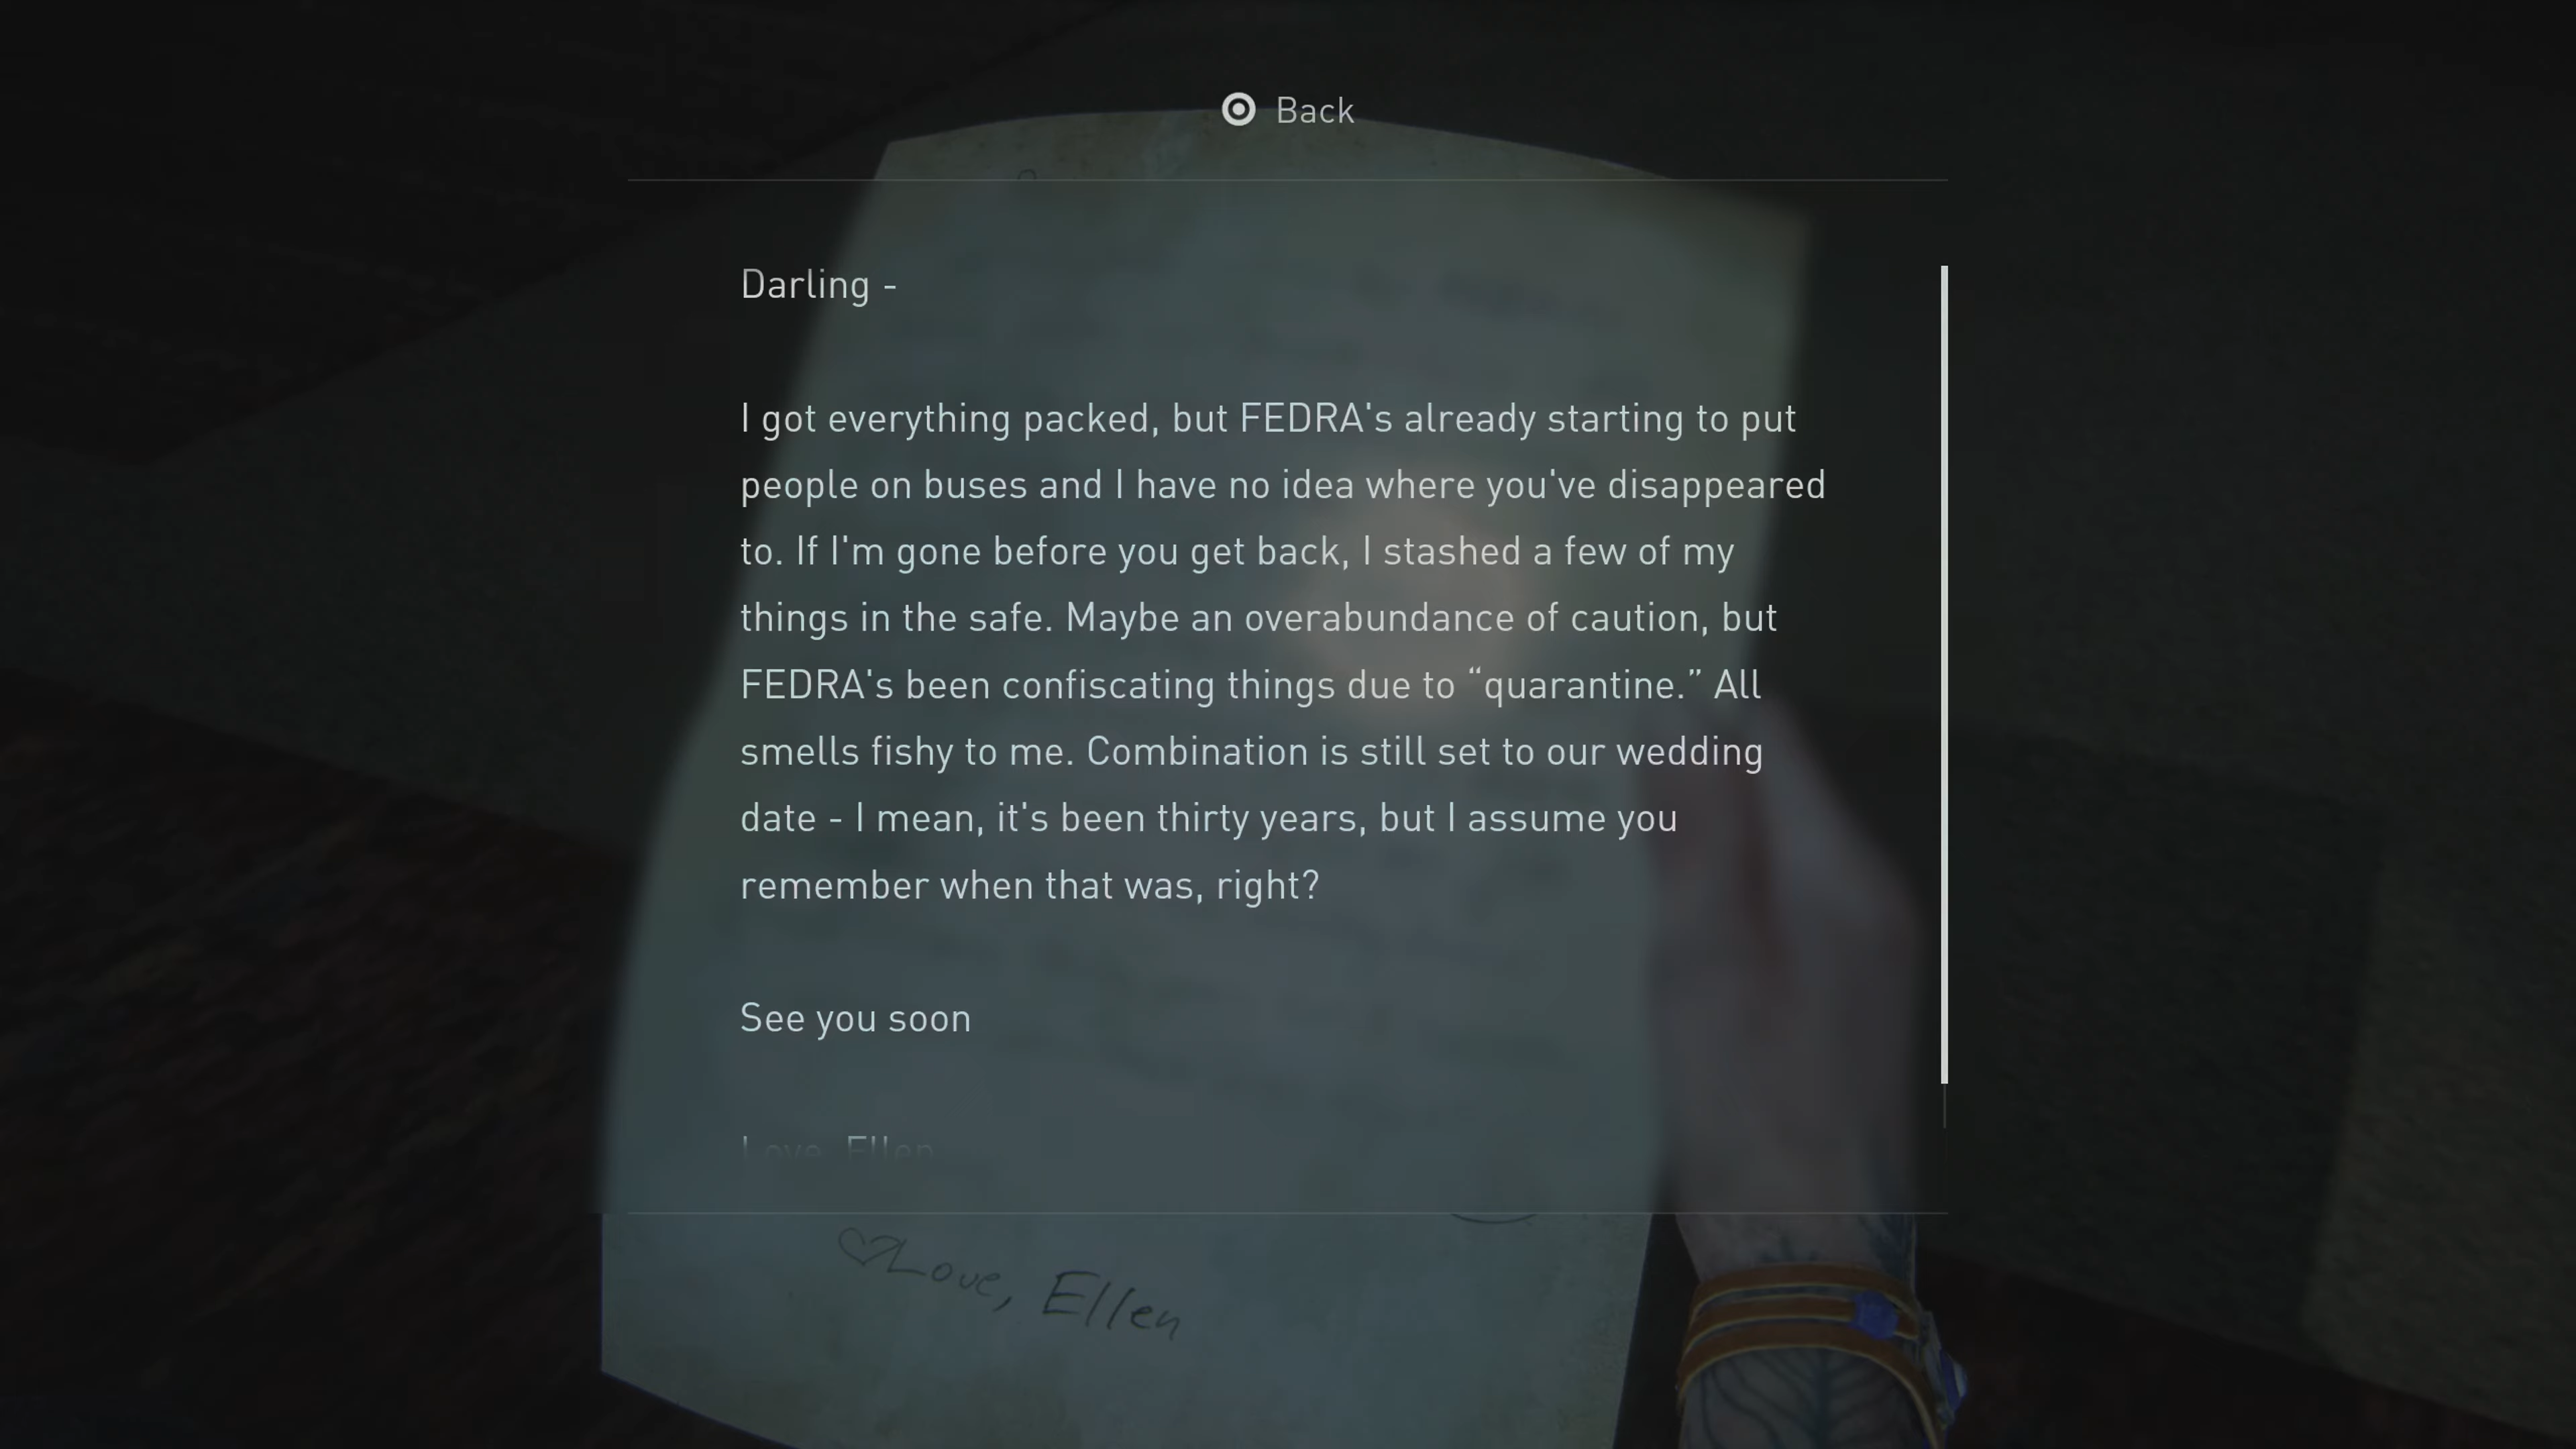 Back
Darling -
I got everything packed, but FEDRA's already starting to put
people on buses and I have no idea where you've disappeared
to. If I'm gone before you get back, I stashed a few of my
things in the safe. Maybe an overabundance of caution, but
FEDRA's been confiscating things due to “quarantine.” All
smells fishy to me. Combination is still set to our wedding
date - I mean, it's been thirty years, but I assume you
remember when that was, right?
See you soon
Love, Ellen
Love, Ellen